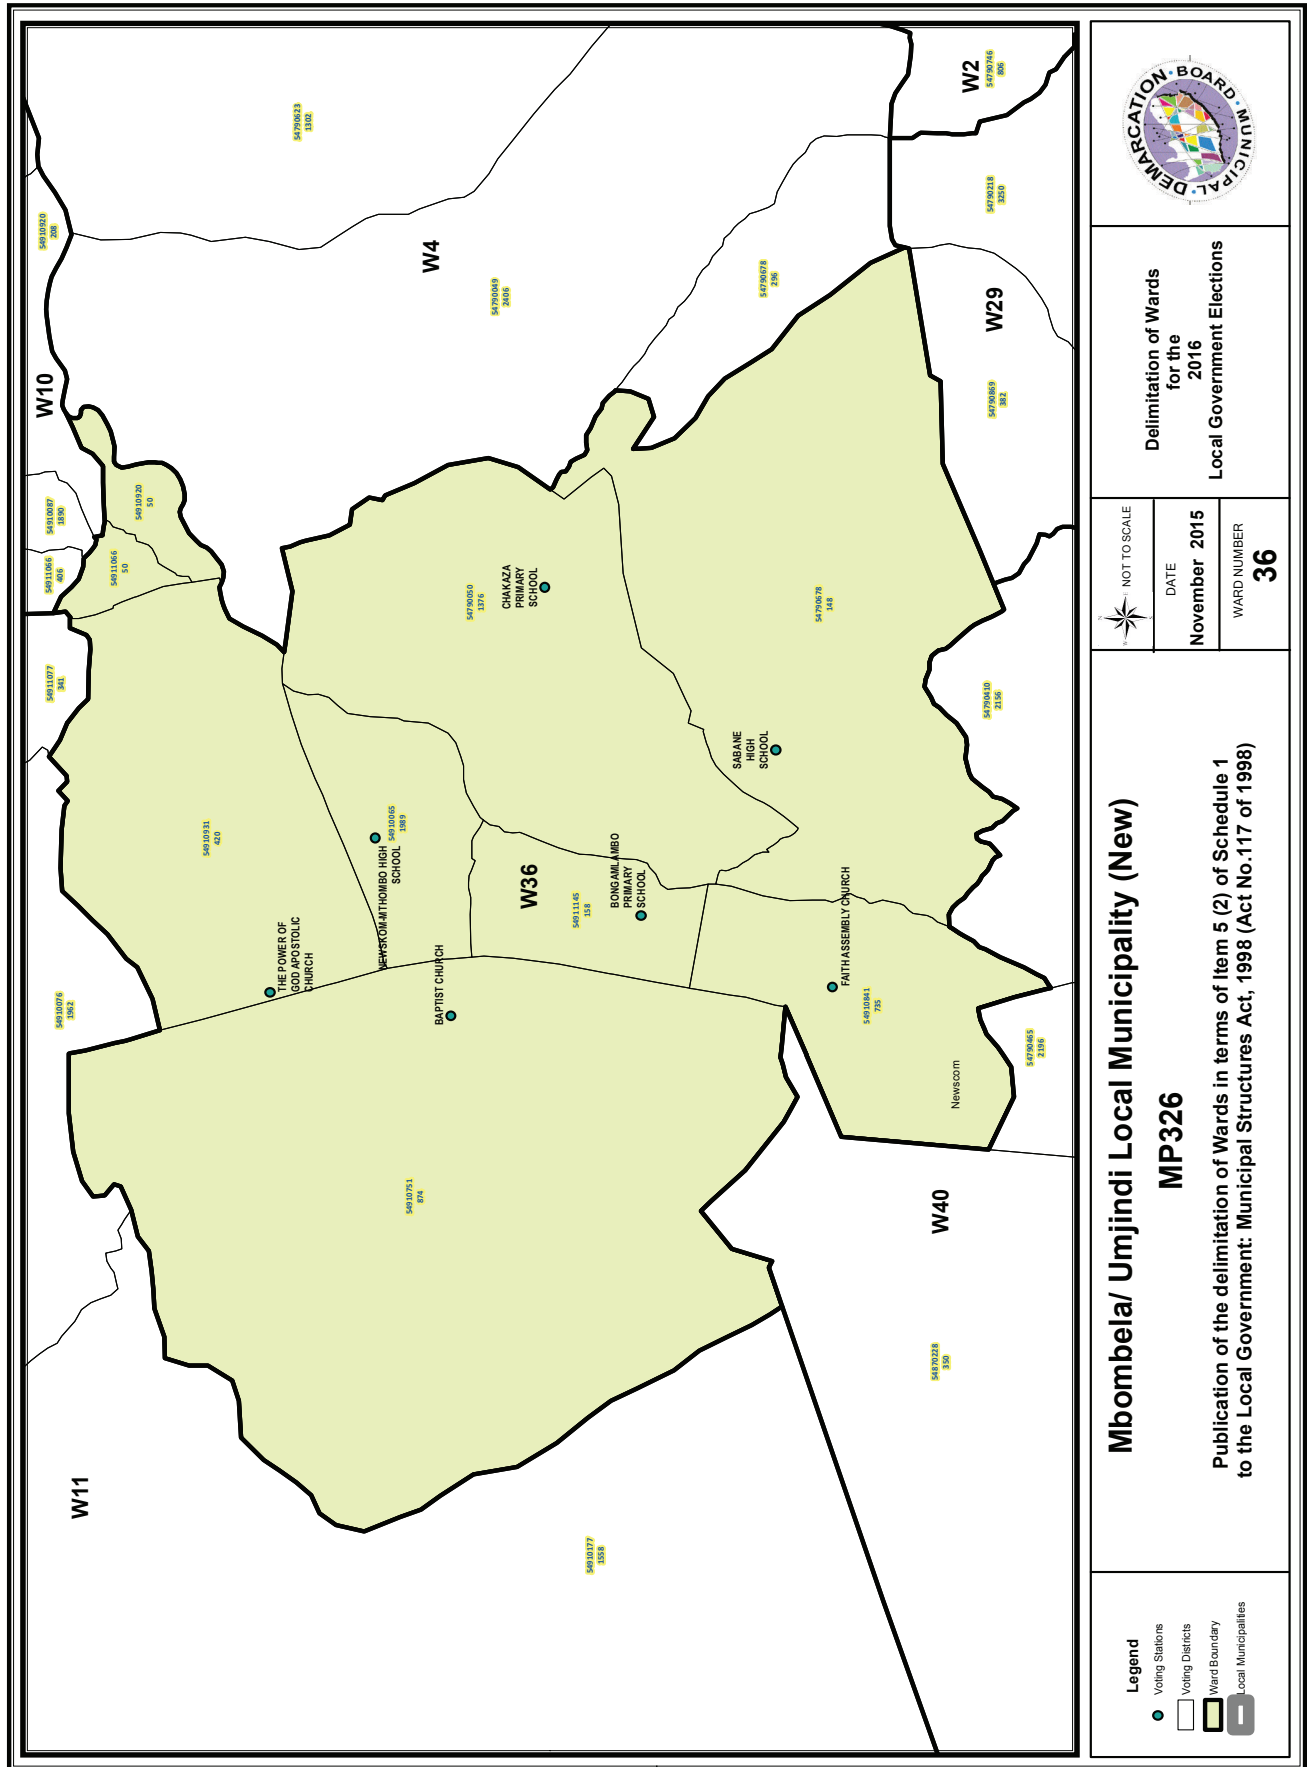 W11
W10
W4
W2
W29
W36
W40
54910920
208
54790623
1302
54790746
806
54790218
3250
54790678
296
54790049
2406
54790869
382
54910087
1890
54911066
406
54910920
50
54911066
50
54911077
341
54790050
1376
CHAKAZA
PRIMARY
SCHOOL
54790678
148
54790410
2156
SABANE
HIGH
SCHOOL
54910931
420
54910065
1989
NEWSKOM-MTHOMBO HIGH
SCHOOL
54911145
158
BONGAMLAMBO
PRIMARY
SCHOOL
THE POWER OF
GOD APOSTOLIC
CHURCH
BAPTIST CHURCH
FAITH ASSEMBLY CHURCH
54910841
735
Newscom
54790465
2196
54910076
1962
54910751
874
54870228
350
54910177
1558
Legend
Voting Stations
Voting Districts
Ward Boundary
Local Municipalities
Mbombela/ Umjindi Local Municipality (New)
MP326
Publication of the delimitation of Wards in terms of Item 5 (2) of Schedule 1
to the Local Government: Municipal Structures Act, 1998 (Act No.117 of 1998)
N
E
S
W
NOT TO SCALE
DATE
November 2015
WARD NUMBER
36
Delimitation of Wards
for the
2016
Local Government Elections
MUNICIPAL DEMARCATION BOARD